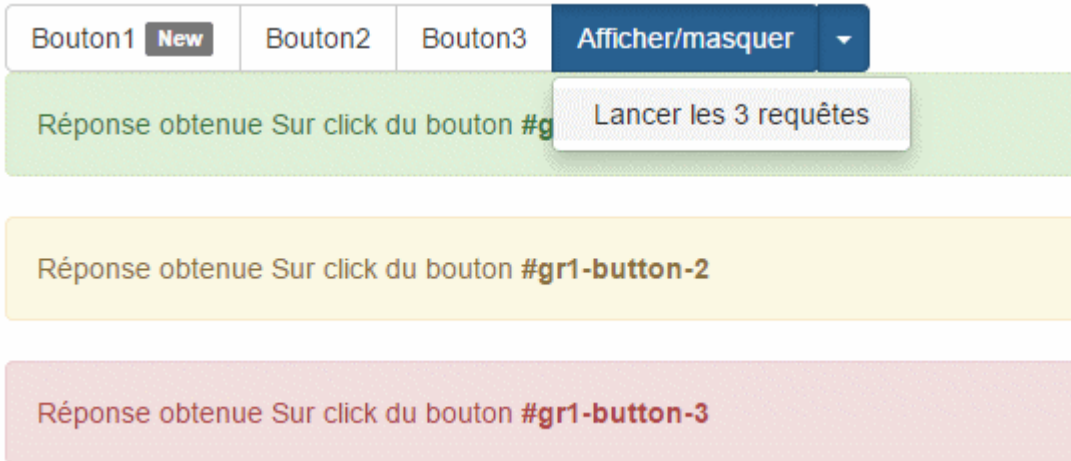 Bouton1 New Bouton2 Bouton3 Afficher/masquer
Lancer les 3 requêtes
Réponse obtenue Sur click du bouton #g
Réponse obtenue Sur click du bouton #gr1-button-2
Réponse obtenue Sur click du bouton #gr1-button-3